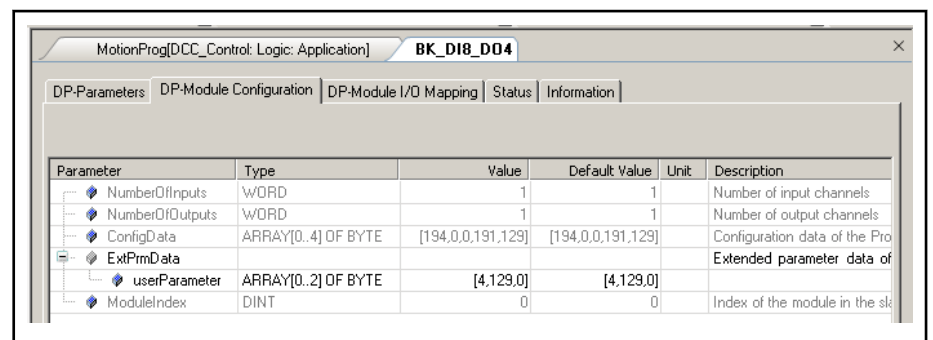 MotionProg[DCC_Control: Logic: Application] BK_DI8_DO4
DP-Parameters DP-Module Configuration DP-Module I/O Mapping Status Information
Parameter Type Value Default Value Unit Description
NumberOfInputs WORD 1 1 Number of input channels
NumberOfOutputs WORD 1 1 Number of output channels
ConfigData ARRAY[0..4] OF BYTE [194,0,0,191,129] [194,0,0,191,129] Configuration data of the Pro
ExtPrmData Extended parameter data of
userParameter ARRAY[0..2] OF BYTE [4,129,0] [4,129,0]
ModuleIndex DINT 0 0 Index of the module in the sla